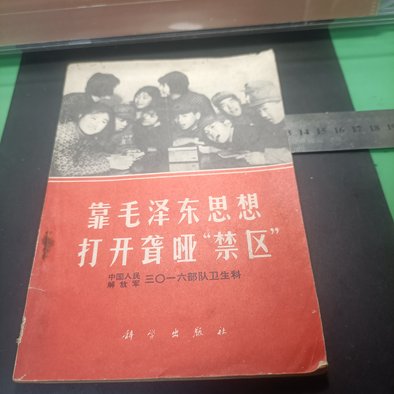 靠毛泽东思想
打开聋哑“禁区”
中国人民
解放军 三〇一六部队卫生科
科学出版社
13 14 15 16 17 18 19